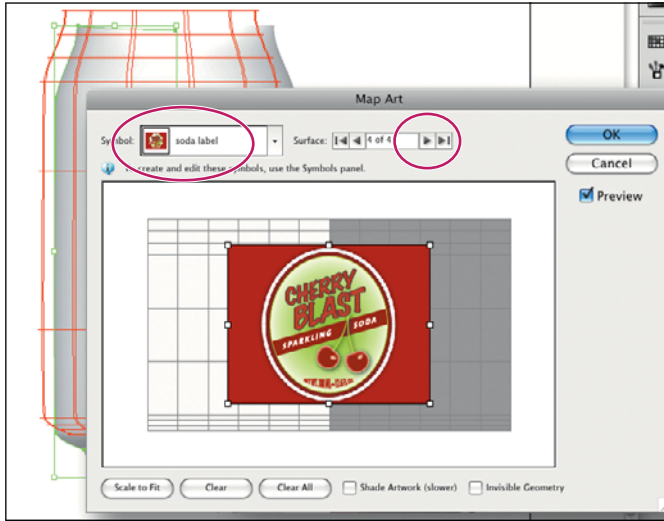 Map Art
Symbol: soda label Surface: 4 of 4
create and edit these symbols, use the Symbols panel.
OK
Cancel
Preview
CHERRY
BLAST
SPARKLING SODA
Scale to Fit Clear Clear All Shade Artwork (slower) Invisible Geometry